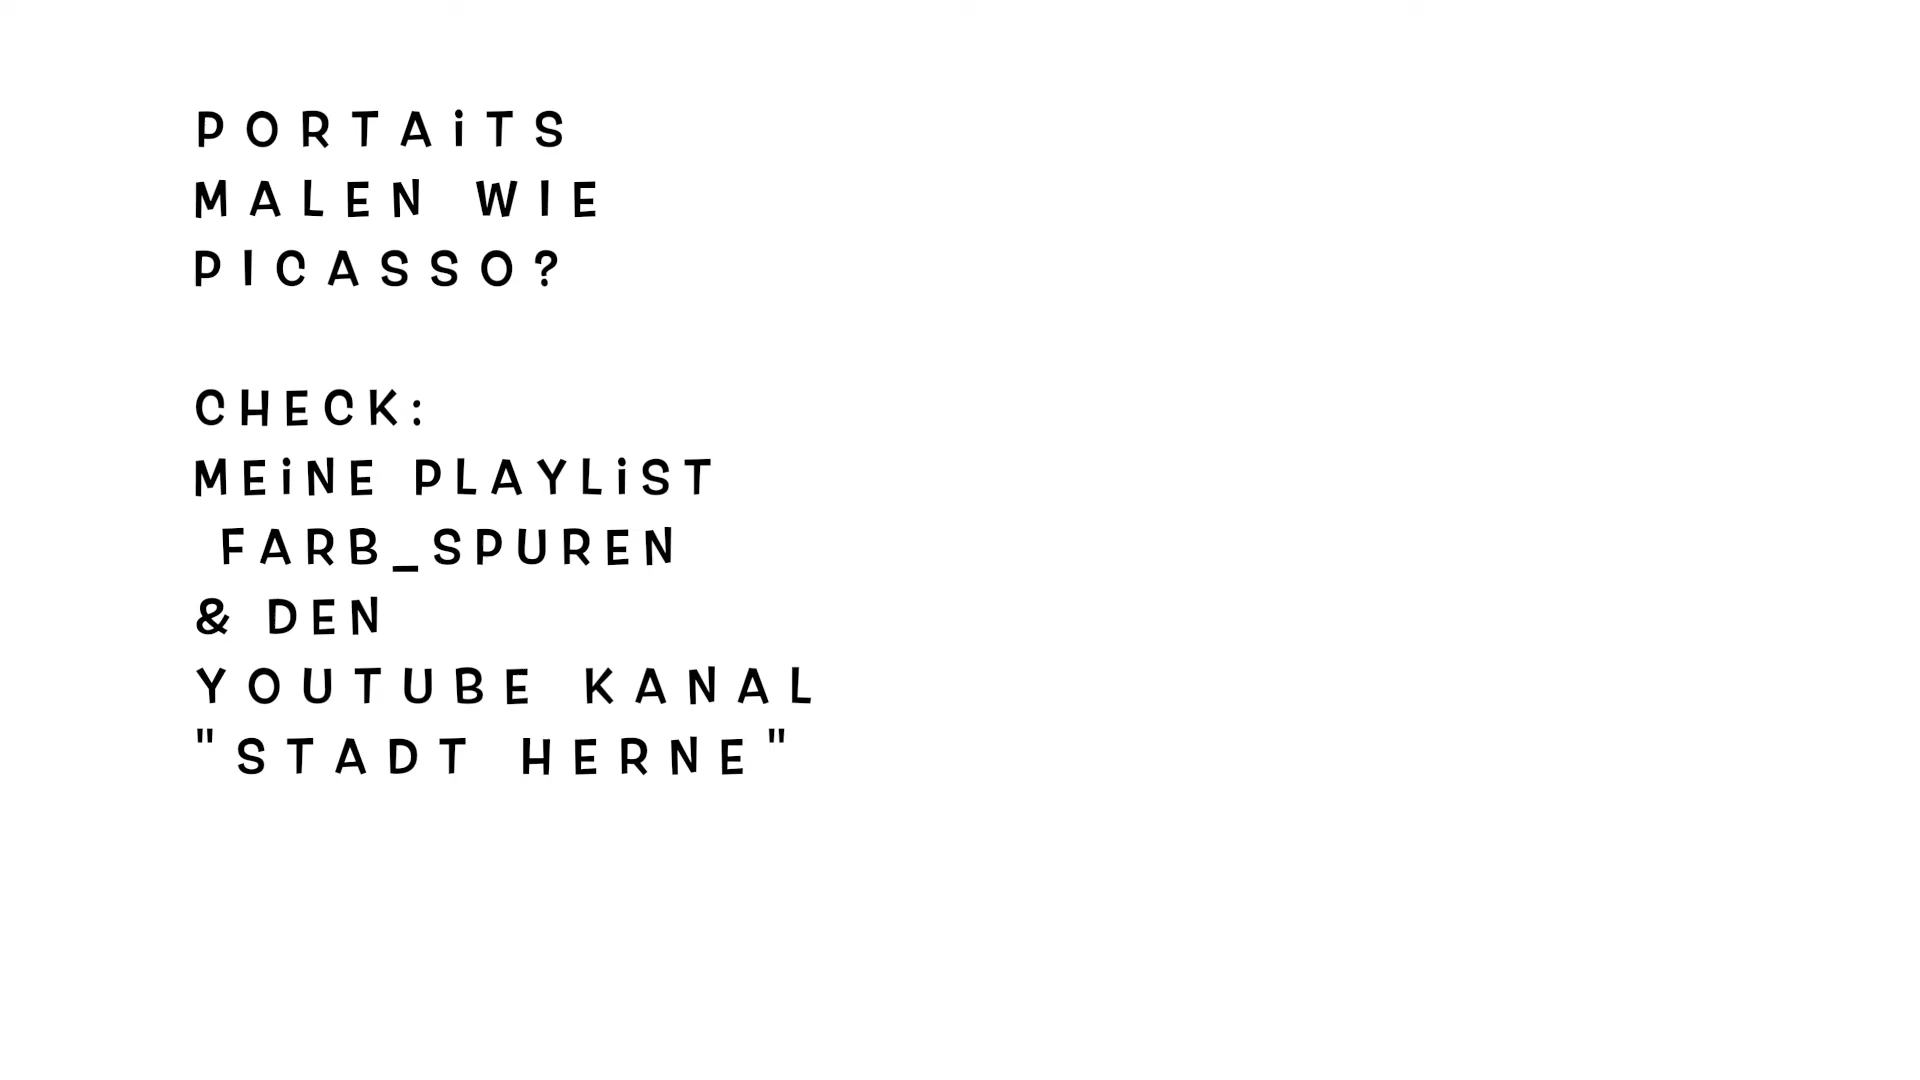 PORTAiTS
MALEN WIE
PICASSO?
CHECK:
MEiNE PLAYLiST
FARB_SPUREN
& DEN
YOUTUBE KANAL
"STADT HERNE"